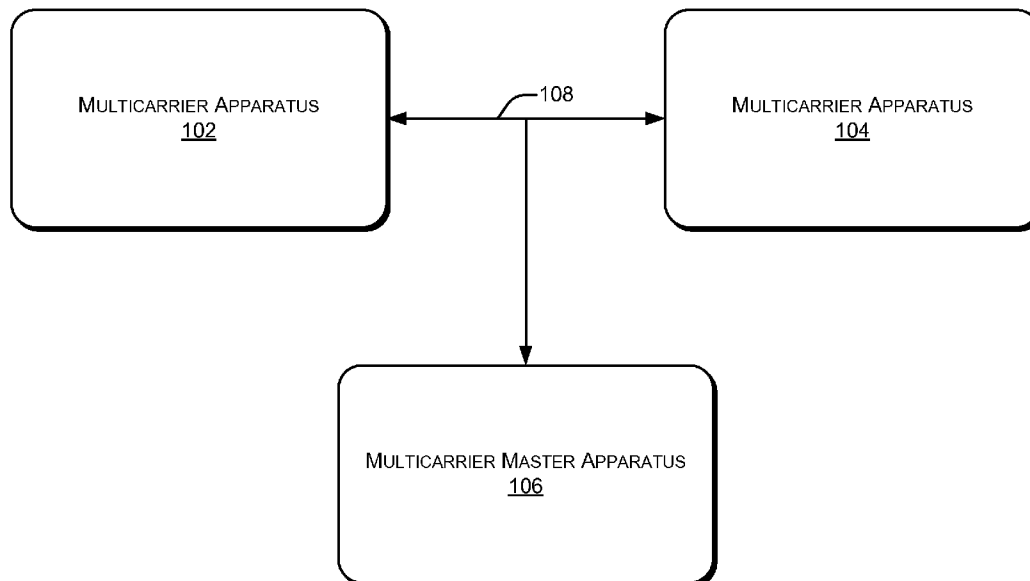 MULTICARRIER APPARATUS
102
108
MULTICARRIER APPARATUS
104
MULTICARRIER MASTER APPARATUS
106